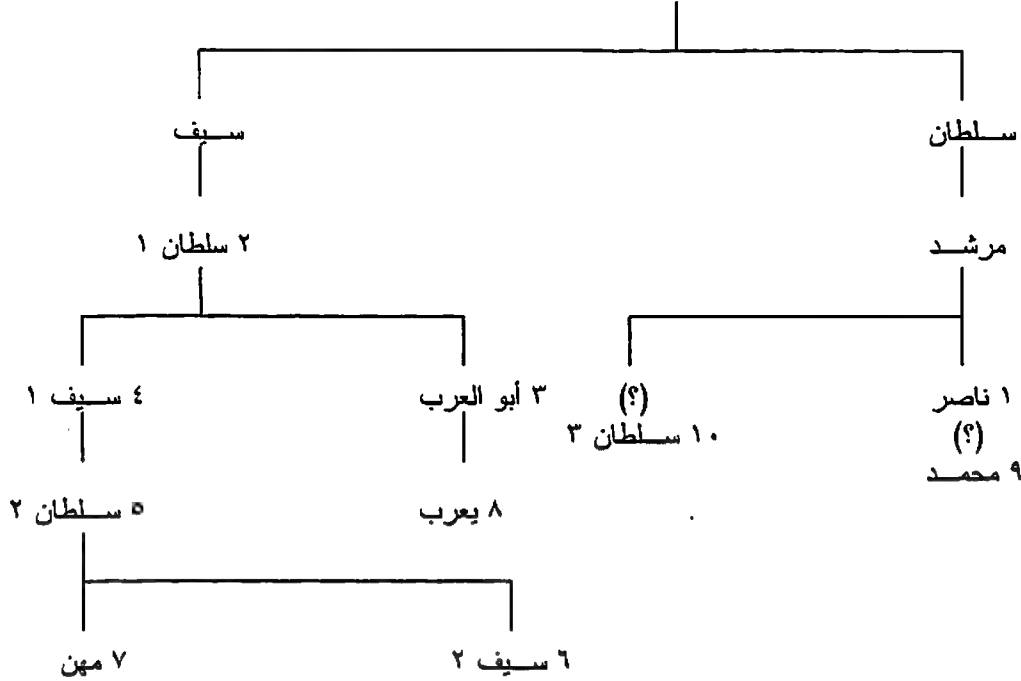 سلطان
سيف
مرشد
٢ سلطان ١
١ ناصر
(؟)
٩ محمد
(؟)
١٠ سلطان ٣
٣ أبو العرب
٤ سيف ١
٨ يعرب
٥ سلطان ٢
٦ سيف ٢
٧ مهن